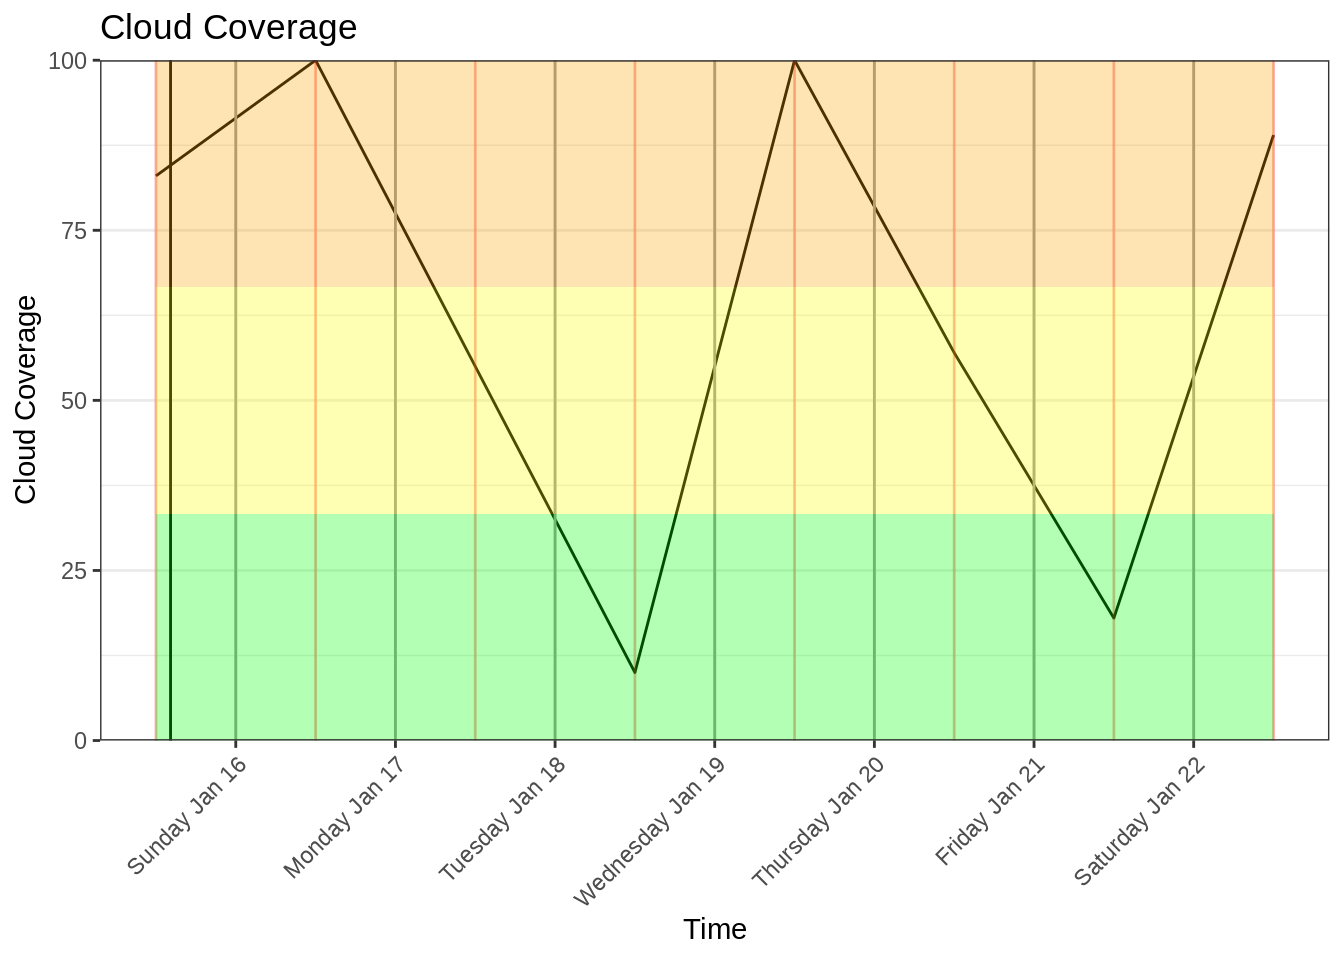 Cloud Coverage
Cloud Coverage
100
75
50
25
0
Sunday Jan 16
Monday Jan 17
Tuesday Jan 18
Wednesday Jan 19
Thursday Jan 20
Friday Jan 21
Saturday Jan 22
Time